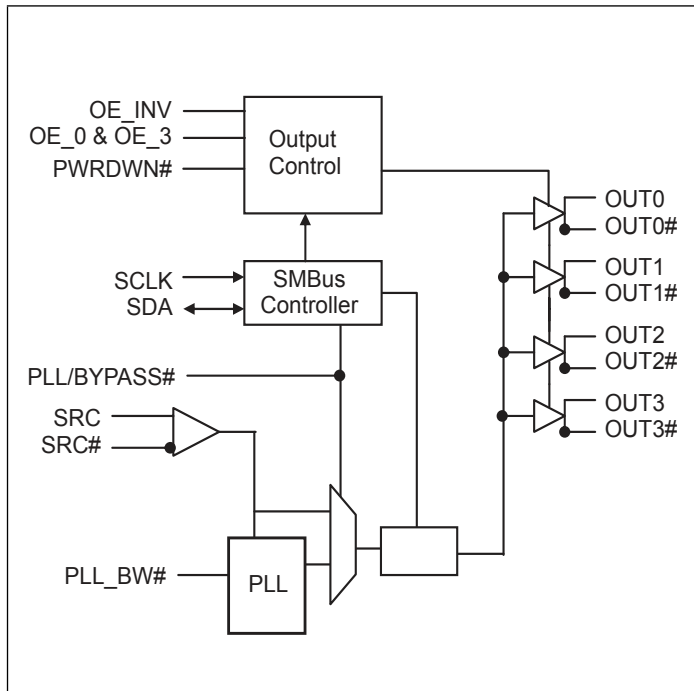 OE_INV
OE_0 & OE_3
PWRDWN#
Output
Control
OUT0
OUT0#
SCLK
SDA
SMBus
Controller
OUT1
OUT1#
OUT2
OUT2#
PLL/BYPASS#
OUT3
OUT3#
SRC
SRC#
PLL_BW#
PLL